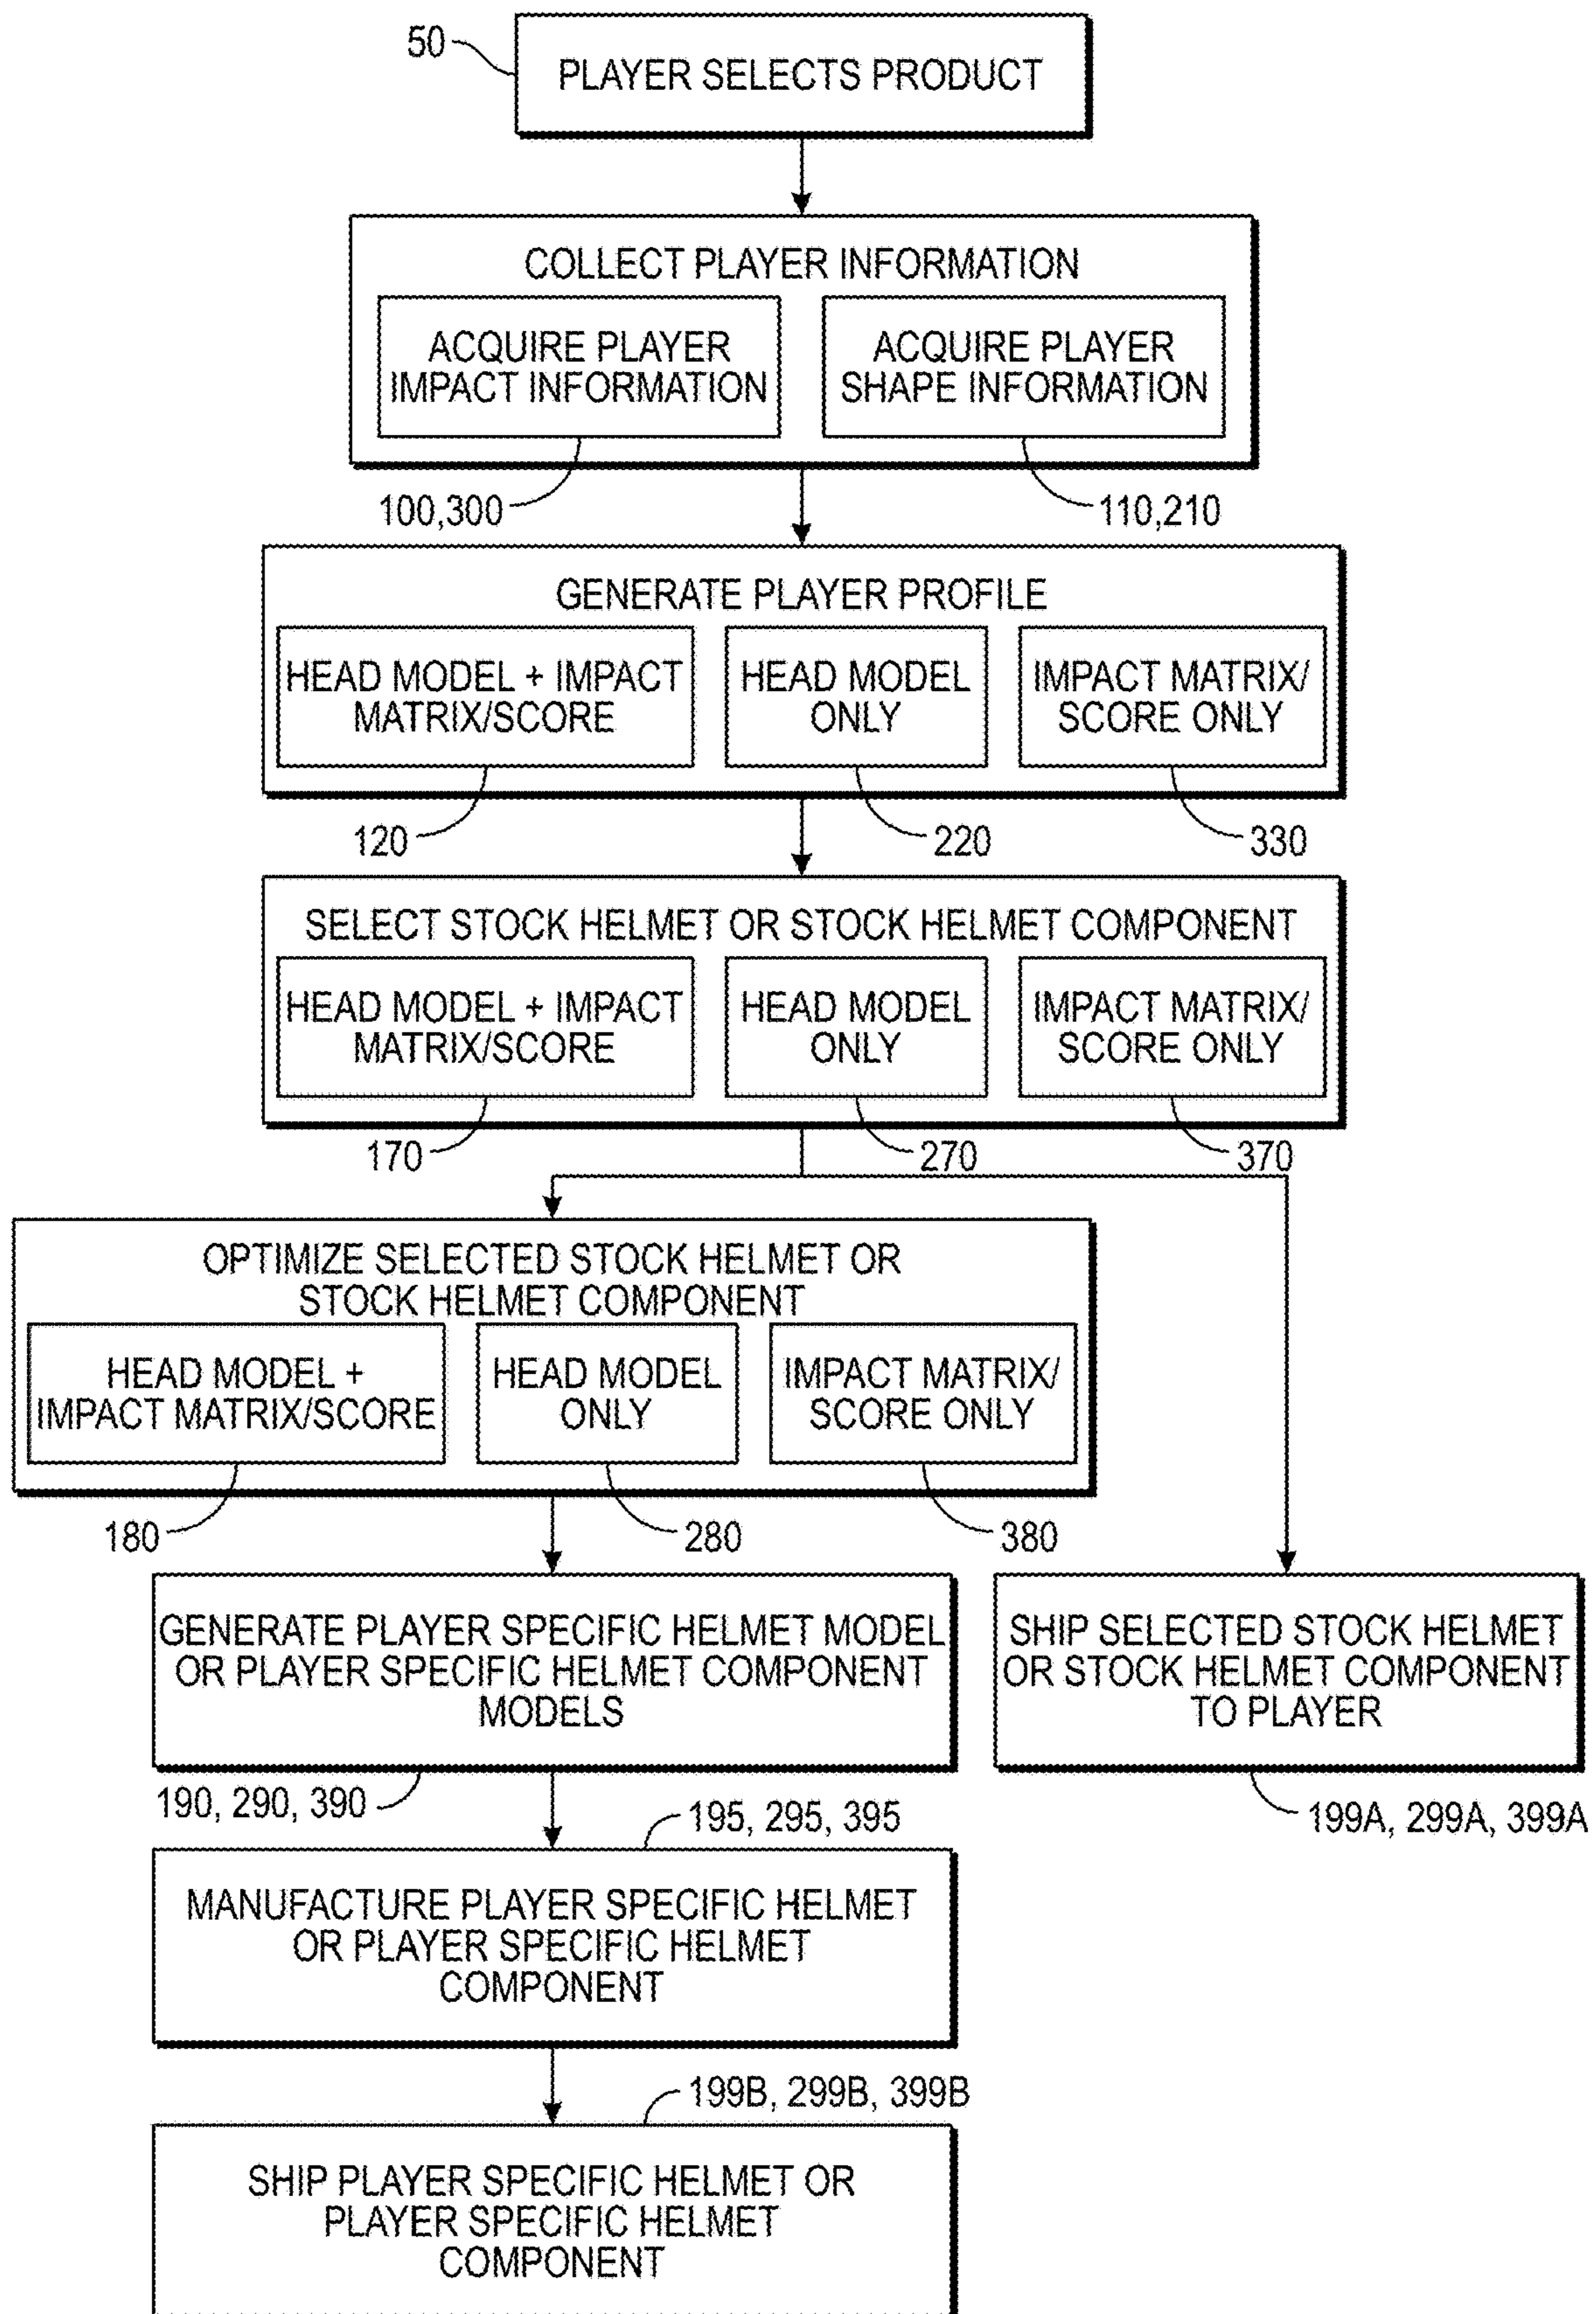 50
PLAYER SELECTS PRODUCT
COLLECT PLAYER INFORMATION
ACQUIRE PLAYER
IMPACT INFORMATION
ACQUIRE PLAYER
SHAPE INFORMATION
100,300
110,210
GENERATE PLAYER PROFILE
HEAD MODEL + IMPACT
MATRIX/SCORE
HEAD MODEL
ONLY
IMPACT MATRIX/
SCORE ONLY
120
220
330
SELECT STOCK HELMET OR STOCK HELMET COMPONENT
HEAD MODEL + IMPACT
MATRIX/SCORE
HEAD MODEL
ONLY
IMPACT MATRIX/
SCORE ONLY
170
270
370
OPTIMIZE SELECTED STOCK HELMET OR
STOCK HELMET COMPONENT
HEAD MODEL +
IMPACT MATRIX/SCORE
HEAD MODEL
ONLY
IMPACT MATRIX/
SCORE ONLY
180
280
380
GENERATE PLAYER SPECIFIC HELMET MODEL
OR PLAYER SPECIFIC HELMET COMPONENT
MODELS
SHIP SELECTED STOCK HELMET
OR STOCK HELMET COMPONENT
TO PLAYER
190, 290, 390
195, 295, 395
199A, 299A, 399A
MANUFACTURE PLAYER SPECIFIC HELMET
OR PLAYER SPECIFIC HELMET
COMPONENT
199B, 299B, 399B
SHIP PLAYER SPECIFIC HELMET OR
PLAYER SPECIFIC HELMET
COMPONENT